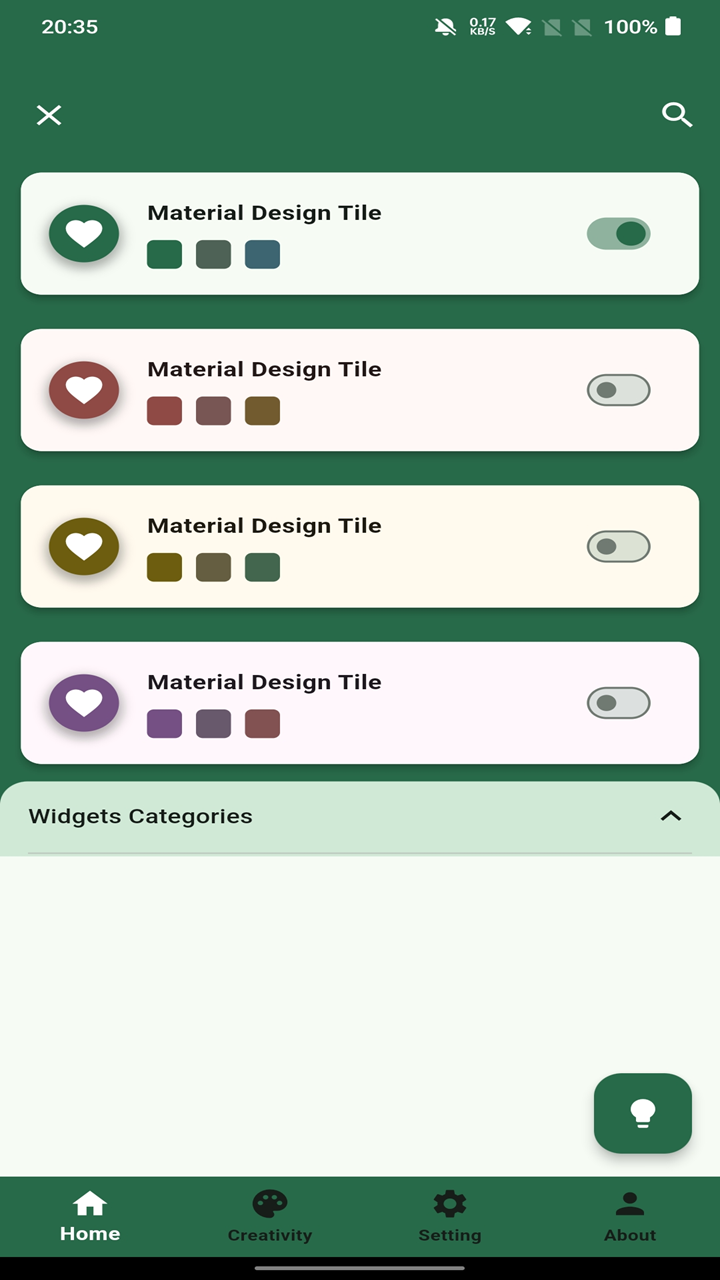 20:35
0.17
KB/S
100%
Material Design Tile
Material Design Tile
Material Design Tile
Material Design Tile
Widgets Categories
Home
Creativity
Setting
About